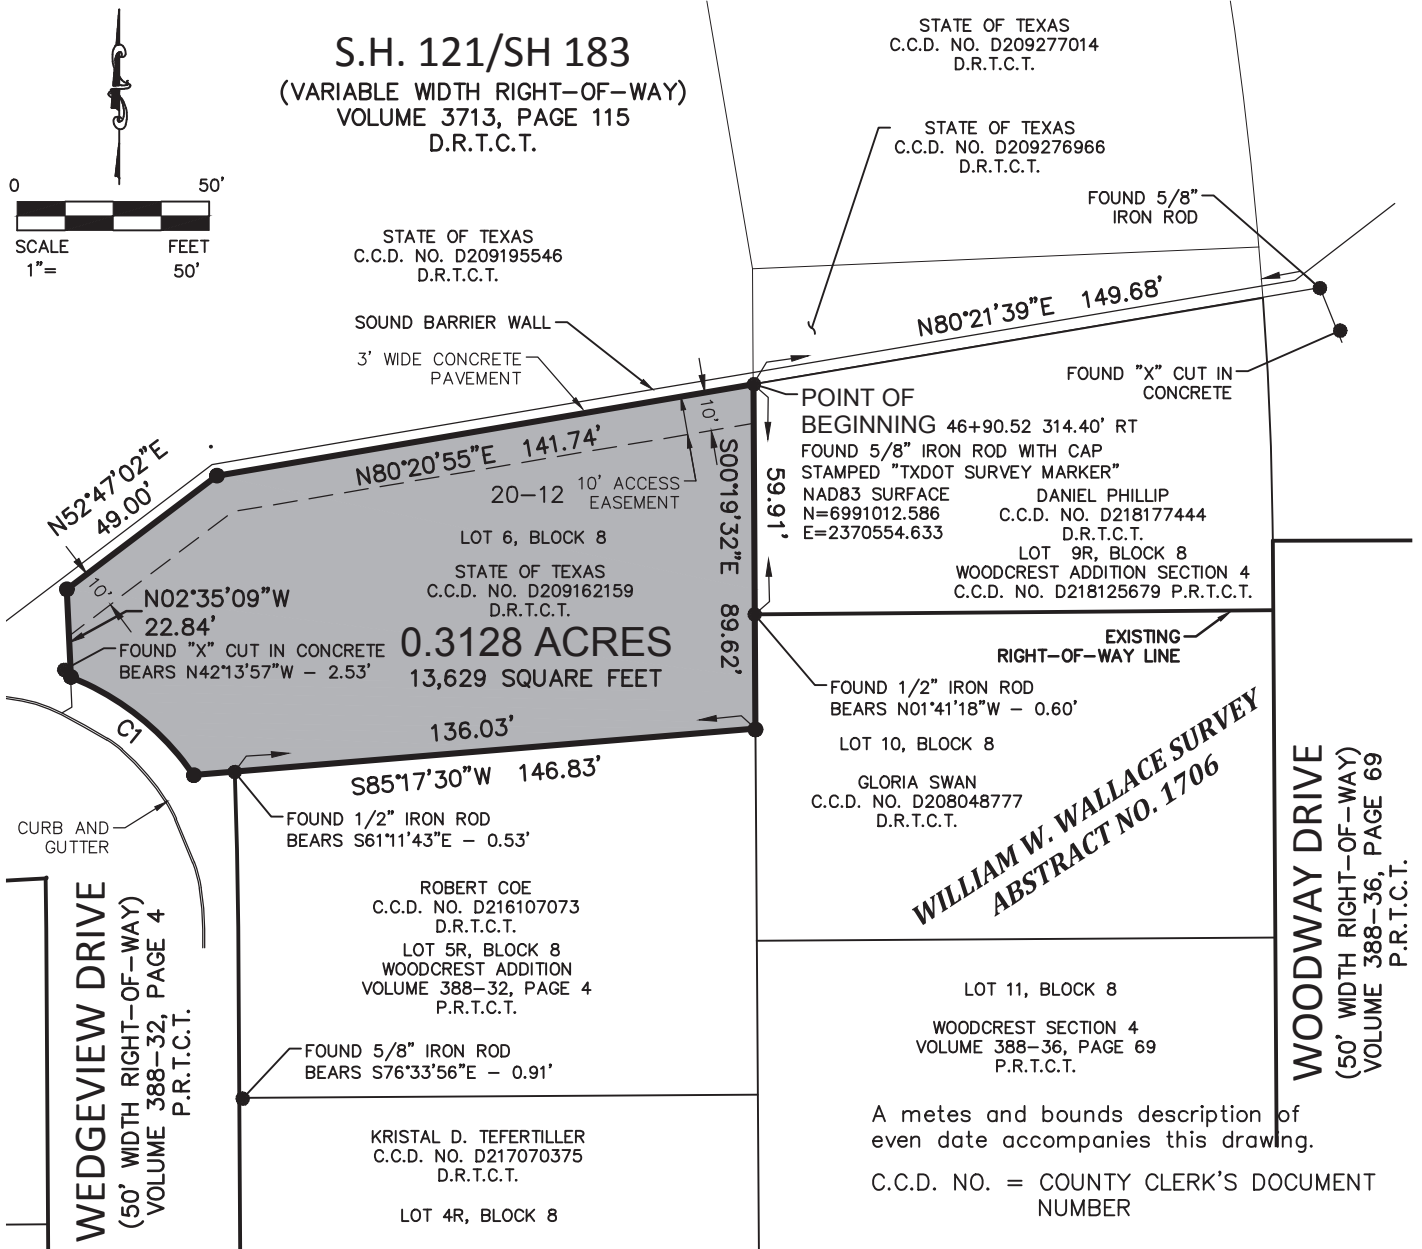 S.H. 121/SH 183
(VARIABLE WIDTH RIGHT-OF-WAY)
VOLUME 3713, PAGE 115
D.R.T.C.T.
STATE OF TEXAS
C.C.D. NO. D209277014
D.R.T.C.T.
STATE OF TEXAS
C.C.D. NO. D209276966
D.R.T.C.T.
0 50'
SCALE FEET
1"= 50'
FOUND 5/8"
IRON ROD
STATE OF TEXAS
C.C.D. NO. D209195546
D.R.T.C.T.
SOUND BARRIER WALL
3' WIDE CONCRETE
PAVEMENT
N80°21'39"E 149.68'
FOUND "X" CUT IN
CONCRETE
POINT OF
BEGINNING 46+90.52 314.40' RT
FOUND 5/8" IRON ROD WITH CAP
STAMPED "TXDOT SURVEY MARKER"
NAD83 SURFACE
N=6991012.586
E=2370554.633
DANIEL PHILLIP
C.C.D. NO. D218177444
D.R.T.C.T.
LOT 9R, BLOCK 8
WOODCREST ADDITION SECTION 4
C.C.D. NO. D218125679 P.R.T.C.T.
N52°47'02"E
49.00'
N80°20'55"E 141.74'
10'
10' ACCESS
EASEMENT
20-12
S00°19'32"E 89.62'
59.91'
LOT 6, BLOCK 8
STATE OF TEXAS
C.C.D. NO. D209162159
D.R.T.C.T.
0.3128 ACRES
13,629 SQUARE FEET
10'
N02°35'09"W
22.84'
FOUND "X" CUT IN CONCRETE
BEARS N42°13'57"W - 2.53'
EXISTING
RIGHT-OF-WAY LINE
C1
136.03'
S85°17'30"W 146.83'
FOUND 1/2" IRON ROD
BEARS N01°41'18"W - 0.60'
LOT 10, BLOCK 8
GLORIA SWAN
C.C.D. NO. D208048777
D.R.T.C.T.
WILLIAM W. WALLACE SURVEY
ABSTRACT NO. 1706
CURB AND
GUTTER
FOUND 1/2" IRON ROD
BEARS S61°11'43"E - 0.53'
ROBERT COE
C.C.D. NO. D216107073
D.R.T.C.T.
LOT 5R, BLOCK 8
WOODCREST ADDITION
VOLUME 388-32, PAGE 4
P.R.T.C.T.
WEDGEVIEW DRIVE
(50' WIDTH RIGHT-OF-WAY)
VOLUME 388-32, PAGE 4
P.R.T.C.T.
WOODWAY DRIVE
(50' WIDTH RIGHT-OF-WAY)
VOLUME 388-36, PAGE 69
P.R.T.C.T.
FOUND 5/8" IRON ROD
BEARS S76°33'56"E - 0.91'
LOT 11, BLOCK 8
WOODCREST SECTION 4
VOLUME 388-36, PAGE 69
P.R.T.C.T.
KRISTAL D. TEFERTILLER
C.C.D. NO. D217070375
D.R.T.C.T.
LOT 4R, BLOCK 8
A metes and bounds description of
even date accompanies this drawing.
C.C.D. NO. = COUNTY CLERK'S DOCUMENT
NUMBER